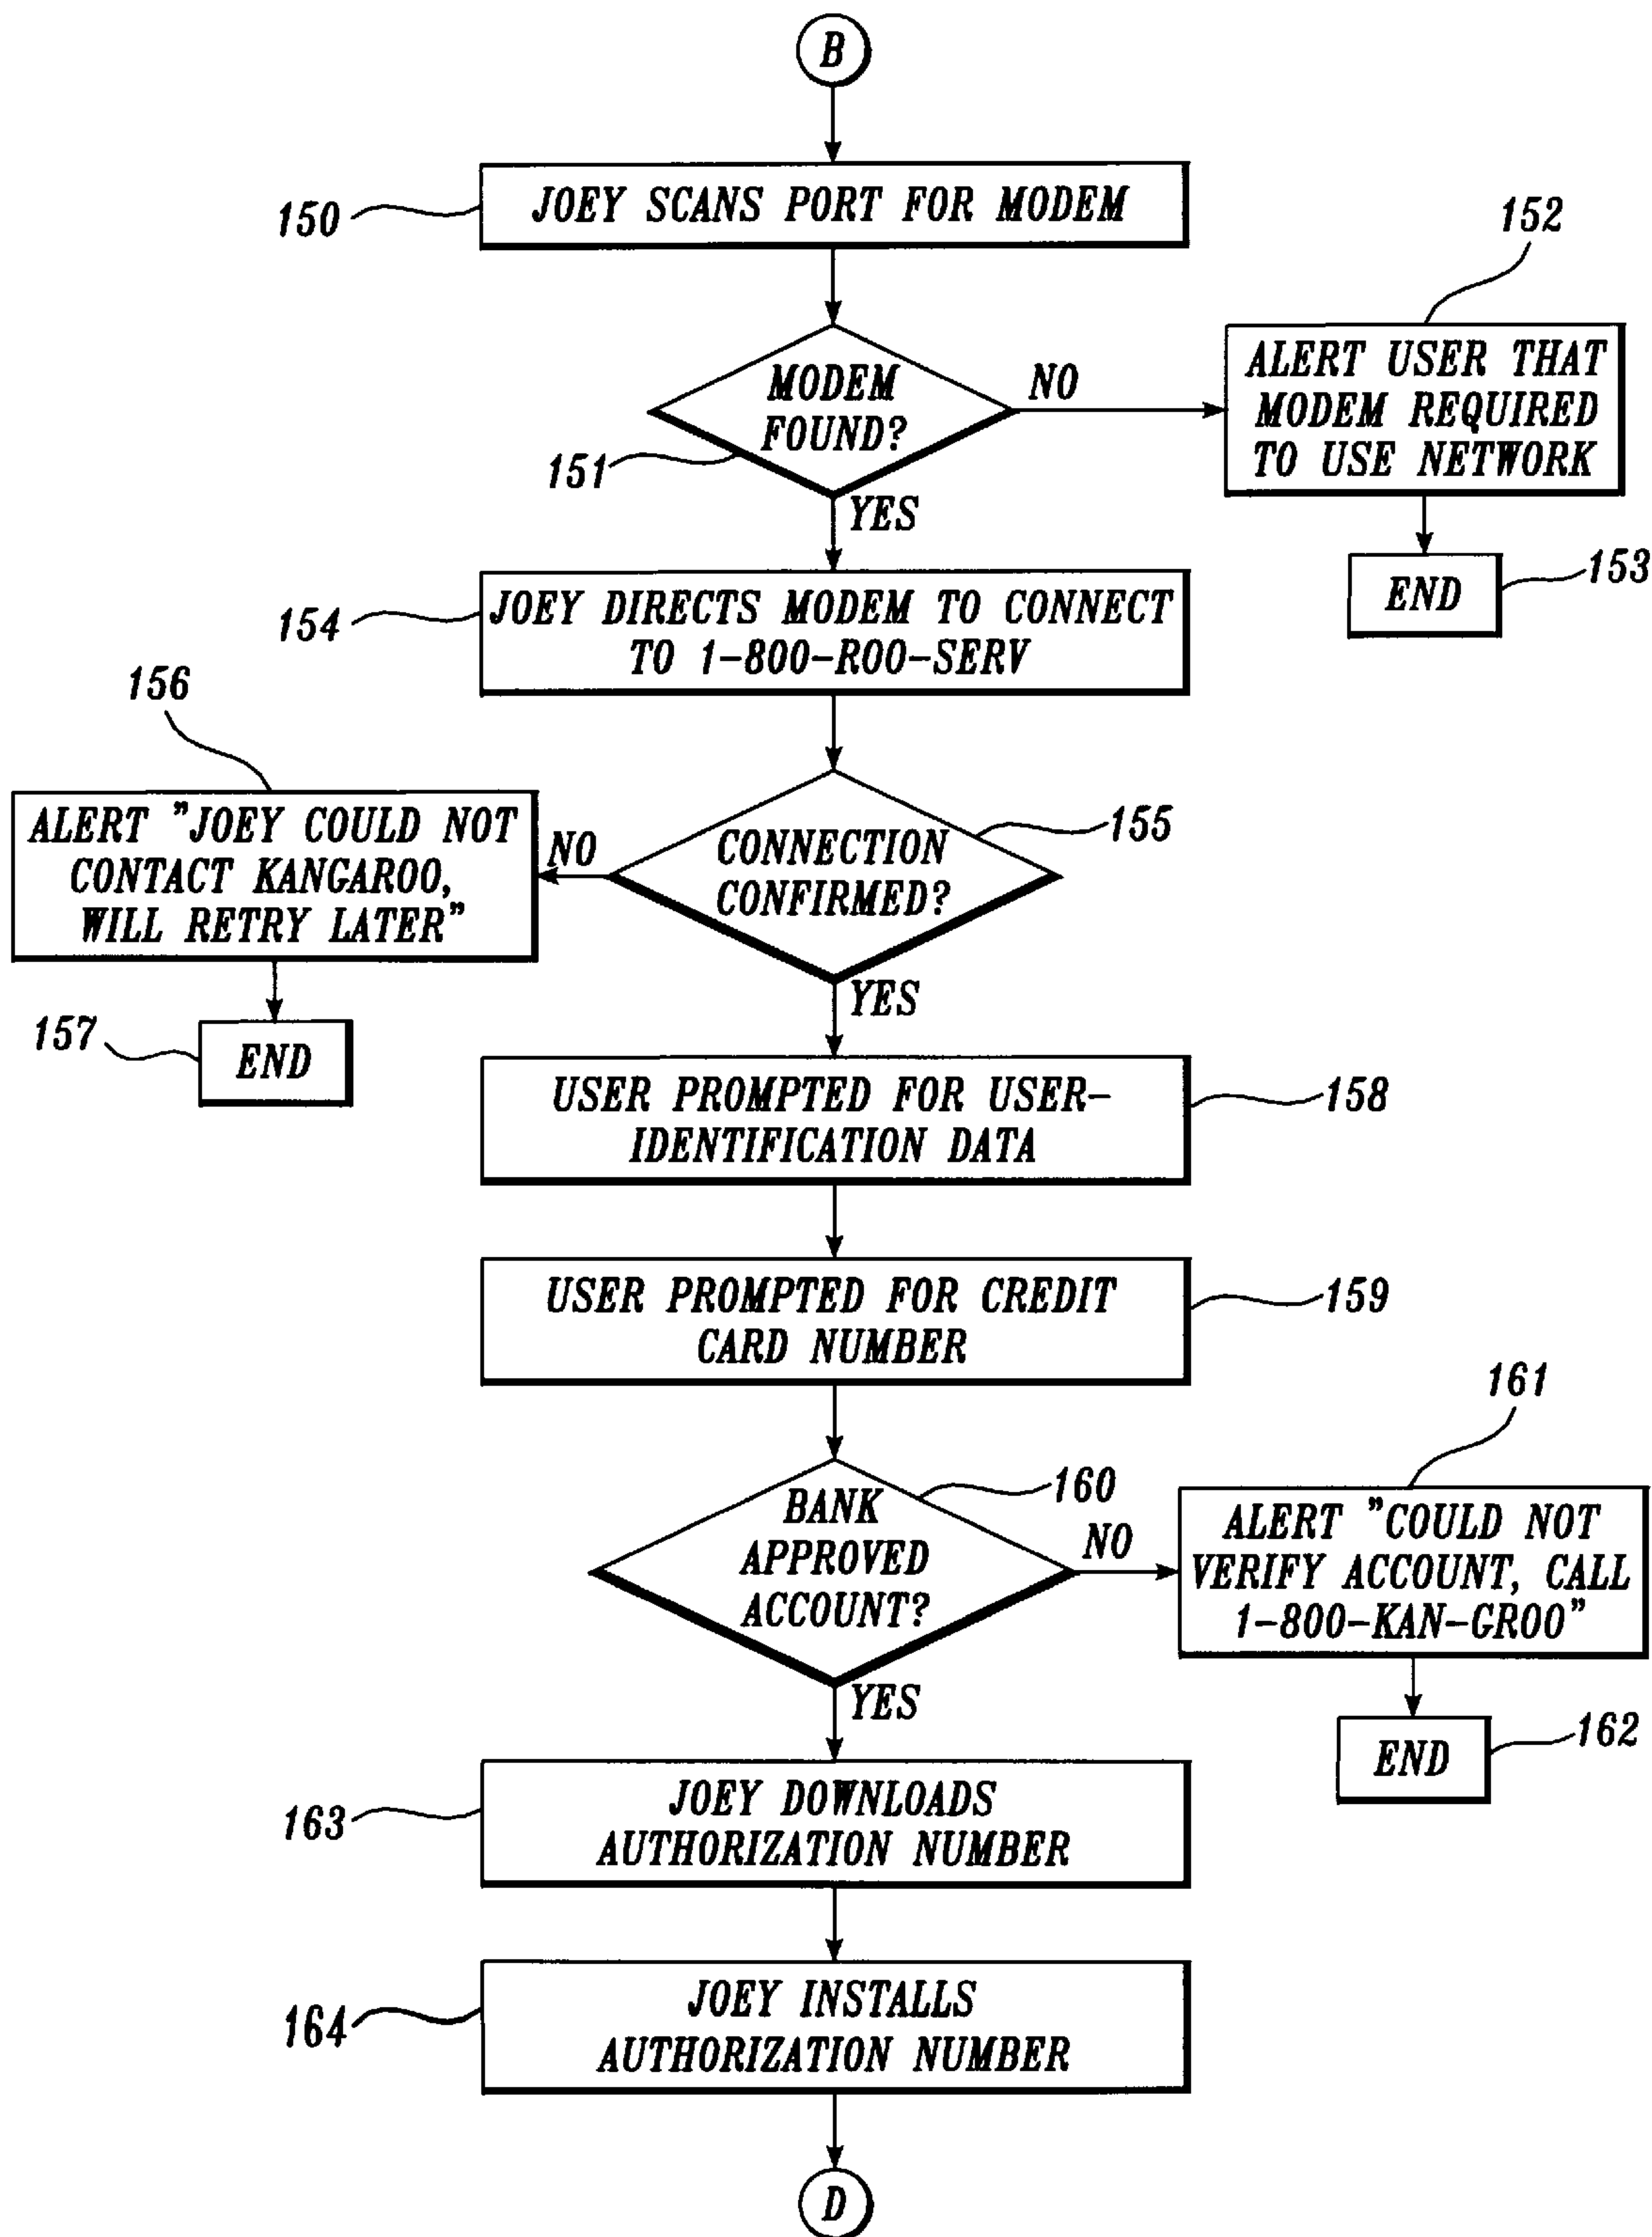 B
JOEY SCANS PORT FOR MODEM
150
152
MODEM
FOUND?
NO
151
YES
ALERT USER THAT
MODEM REQUIRED
TO USE NETWORK
END
153
JOEY DIRECTS MODEM TO CONNECT
TO 1-800-ROO-SERV
154
156
ALERT "JOEY COULD NOT
CONTACT KANGAROO,
WILL RETRY LATER"
NO
CONNECTION
CONFIRMED?
155
YES
157
END
USER PROMPTED FOR USER-
IDENTIFICATION DATA
158
USER PROMPTED FOR CREDIT
CARD NUMBER
159
161
BANK
APPROVED
ACCOUNT?
160
NO
ALERT "COULD NOT
VERIFY ACCOUNT, CALL
1-800-KAN-GROO"
YES
END
162
JOEY DOWNLOADS
AUTHORIZATION NUMBER
163
JOEY INSTALLS
AUTHORIZATION NUMBER
164
D